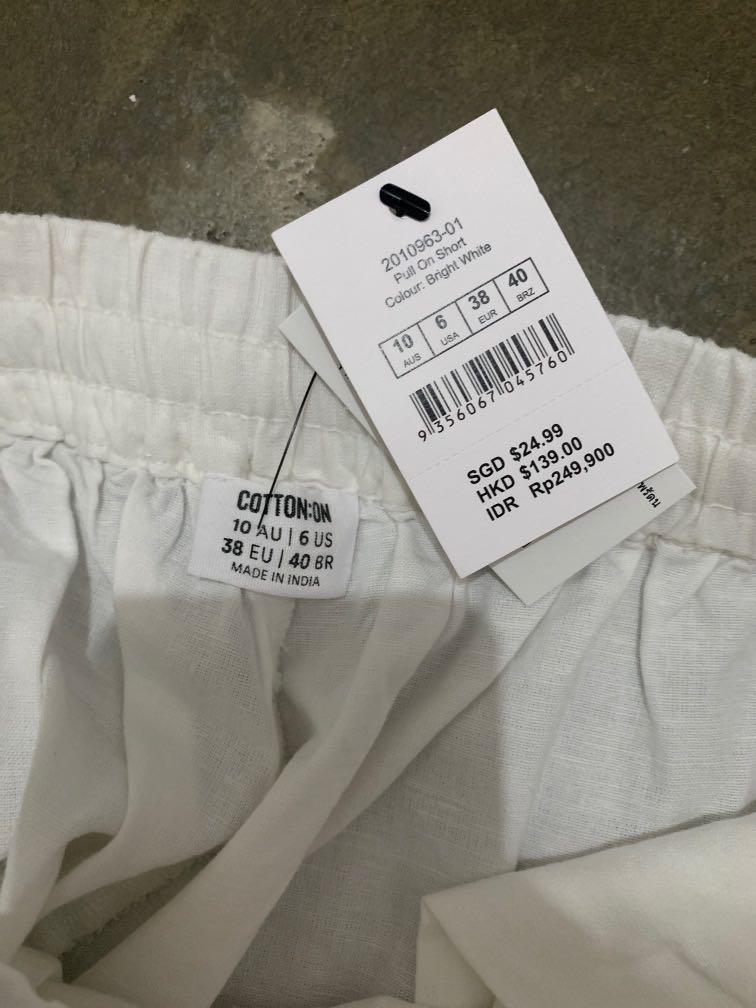 2010963-01
Pull On Short
Colour: Bright White
10 6 38 40
AUS USA EUR BRZ
9 356067 045760
SGD $24.99
HKD $139.00
IDR Rp249,900
COTTON:ON
10 AU | 6 US
38 EU | 40 BR
MADE IN INDIA